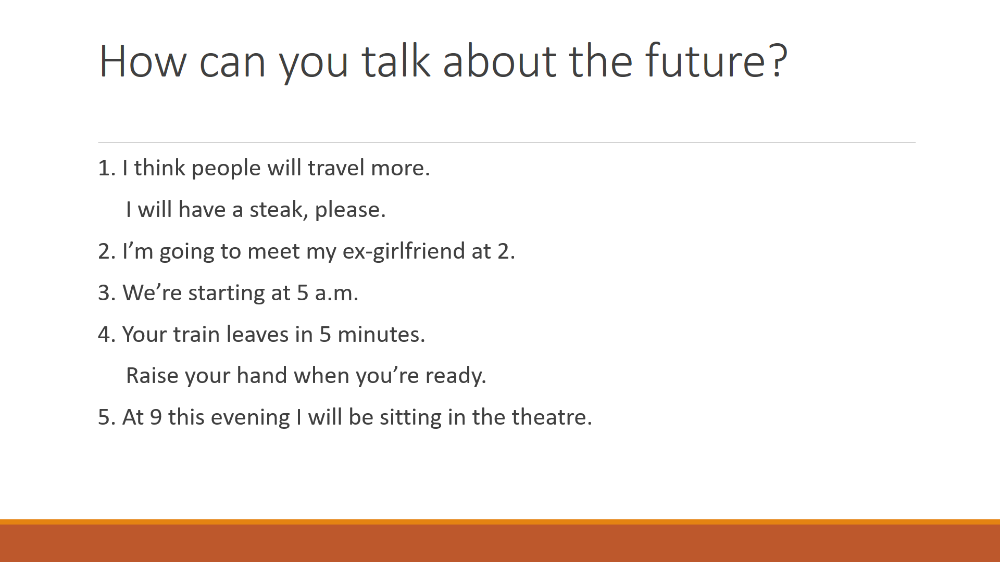 How can you talk about the future?
1. I think people will travel more.
I will have a steak, please.
2. I’m going to meet my ex-girlfriend at 2.
3. We’re starting at 5 a.m.
4. Your train leaves in 5 minutes.
Raise your hand when you’re ready.
5. At 9 this evening I will be sitting in the theatre.